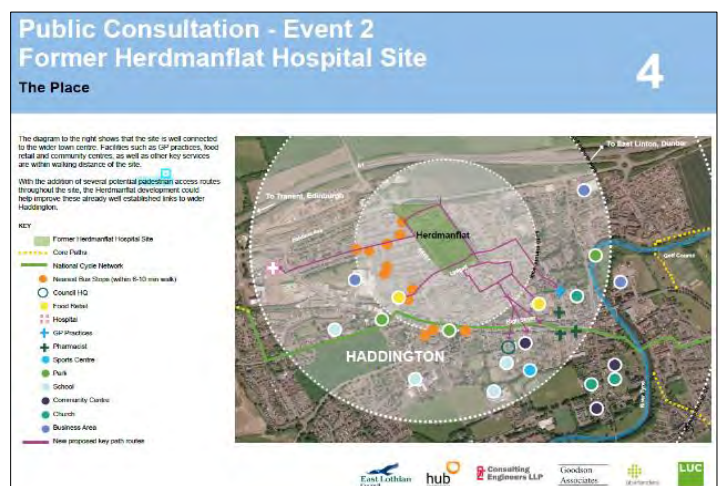 Public Consultation - Event 2
Former Herdmanflat Hospital Site
4
The Place
The diagram to the right shows that the site is well connected
to the wider town centre. Facilities such as GP practices, food
retail and community centres, as well as other key services
are within walking distance of the site.
With the addition of several potential padestrian access routes
throughout the site, the Herdmanflat development could
help improve these already well established links to wider
Haddington.
KEY
Former Herdmanflat Hospital Site
Core Paths
National Cycle Network
Nearest Bus Stops (within 6-10 min walk)
Council HQ
Food Retail
Hospital
GP Practices
Pharmacist
Sports Centre
Park
School
Community Centre
Church
Business Area
New proposed key path routes
To East Linton, Dunbar
A1
To Tranent, Edinburgh
Herdmanflat
Golf Course
HADDINGTON
River Tyne
East Lothian
hub
rsp Consulting
Engineers LLP
Goodson
Associates
LUC